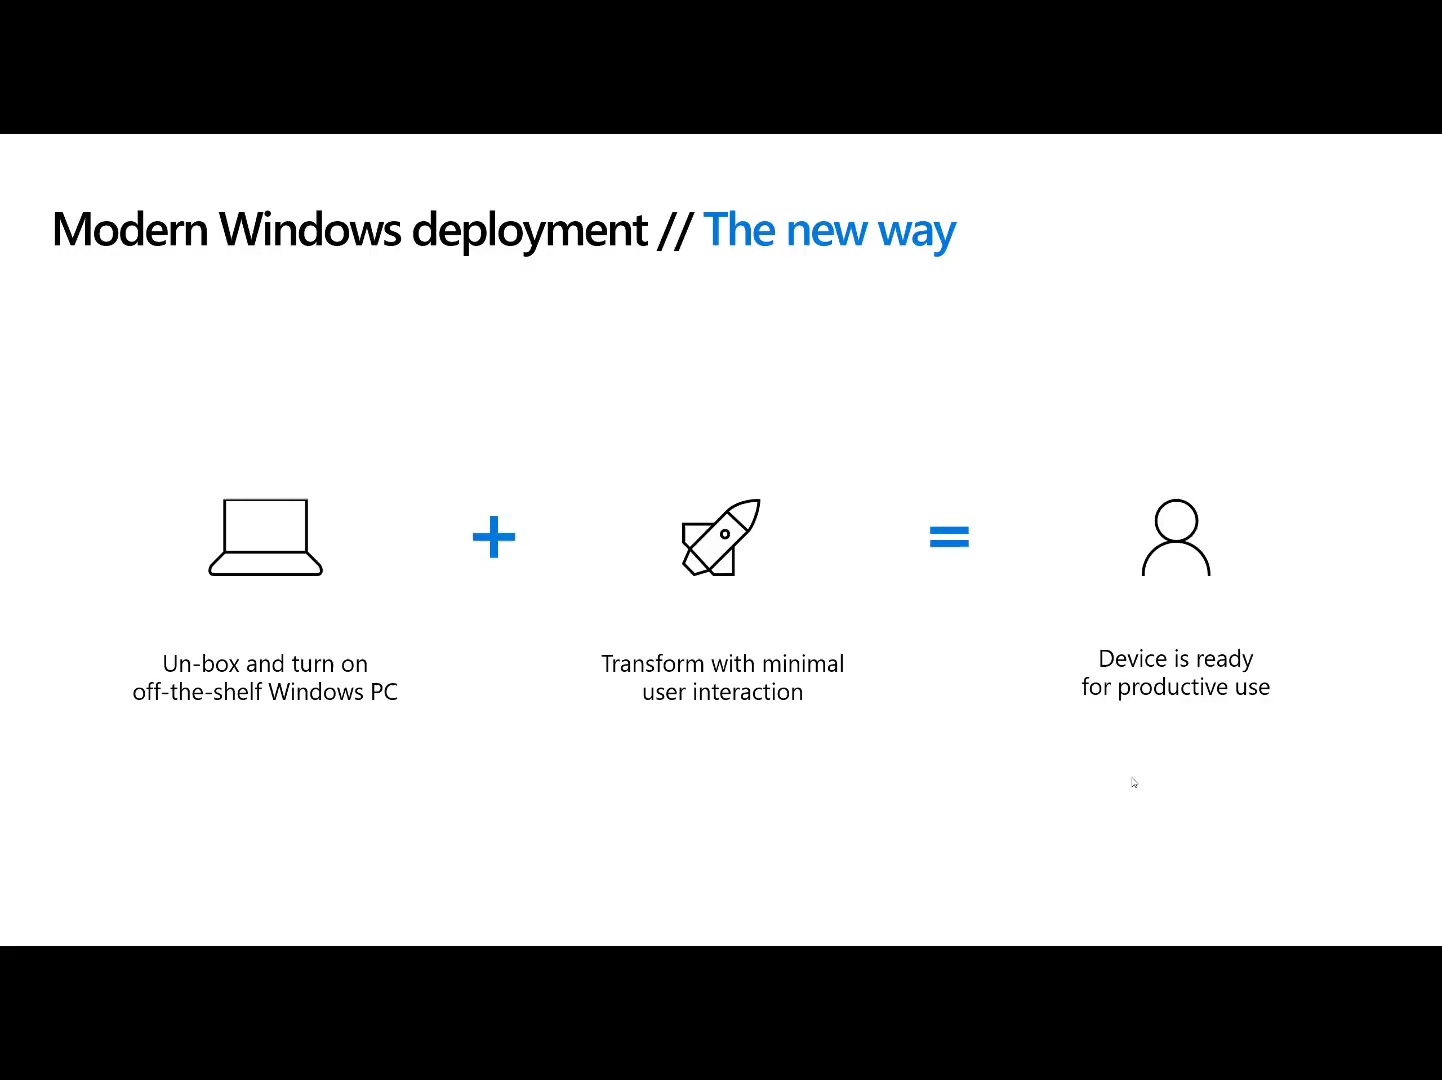 Modern Windows deployment // The new way
Un-box and turn on
off-the-shelf Windows PC
Transform with minimal
user interaction
Device is ready
for productive use